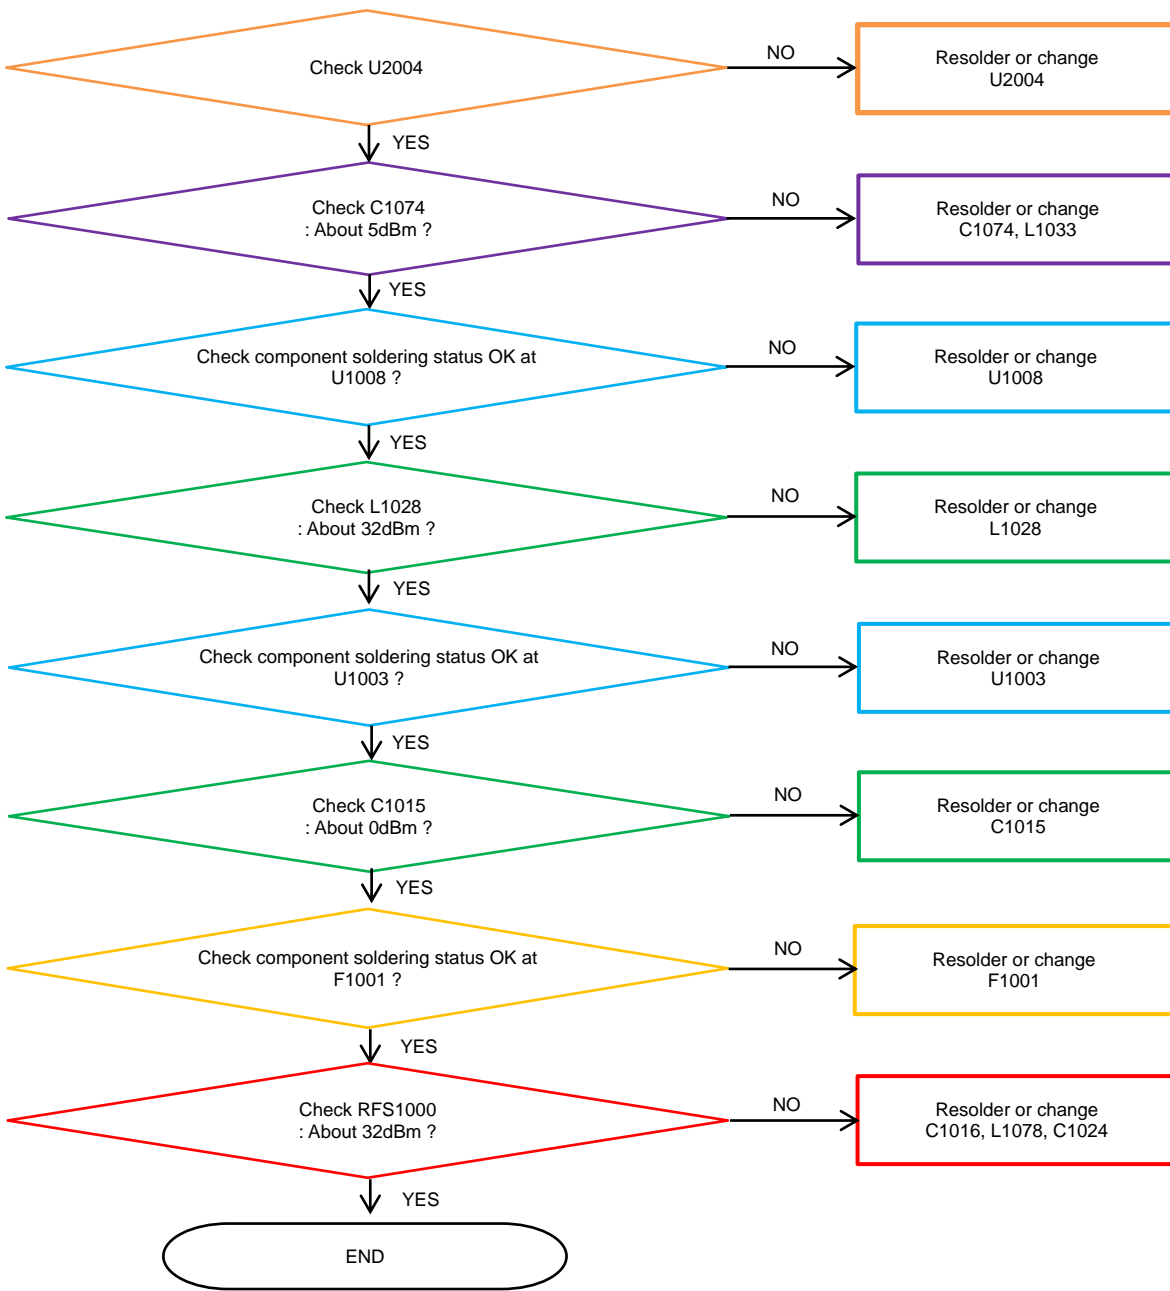 Check U2004
NO
Resolder or change
U2004
YES
Check C1074
: About 5dBm ?
NO
Resolder or change
C1074, L1033
YES
Check component soldering status OK at
U1008 ?
NO
Resolder or change
U1008
YES
Check L1028
: About 32dBm ?
NO
Resolder or change
L1028
YES
Check component soldering status OK at
U1003 ?
NO
Resolder or change
U1003
YES
Check C1015
: About 0dBm ?
NO
Resolder or change
C1015
YES
Check component soldering status OK at
F1001 ?
NO
Resolder or change
F1001
YES
Check RFS1000
: About 32dBm ?
NO
Resolder or change
C1016, L1078, C1024
YES
END